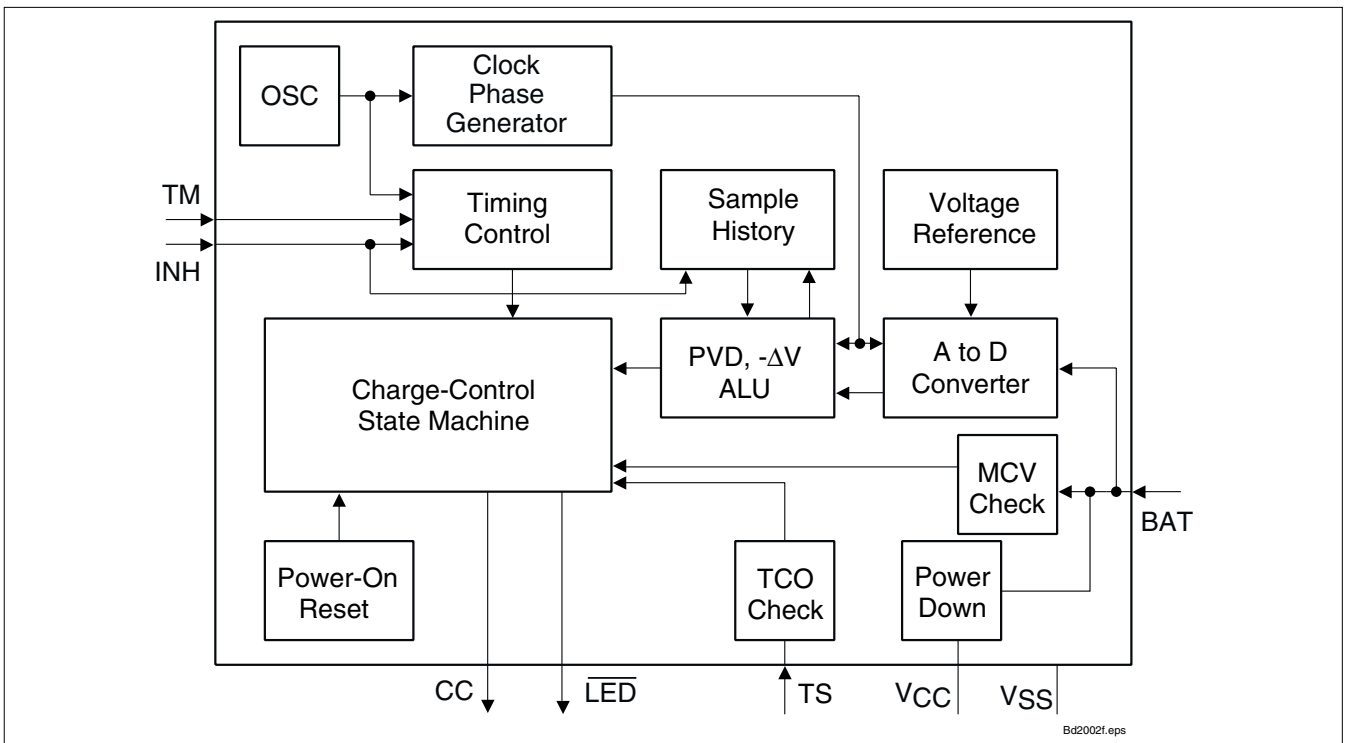 OSC
Clock
Phase
Generator
TM
INH
Timing
Control
Sample
History
Voltage
Reference
Charge-Control
State Machine
PVD, -ΔV
ALU
A to D
Converter
MCV
Check
BAT
Power-On
Reset
TCO
Check
Power
Down
CC
L̅E̅D̅
TS
VCC
VSS
Bd2002f.eps